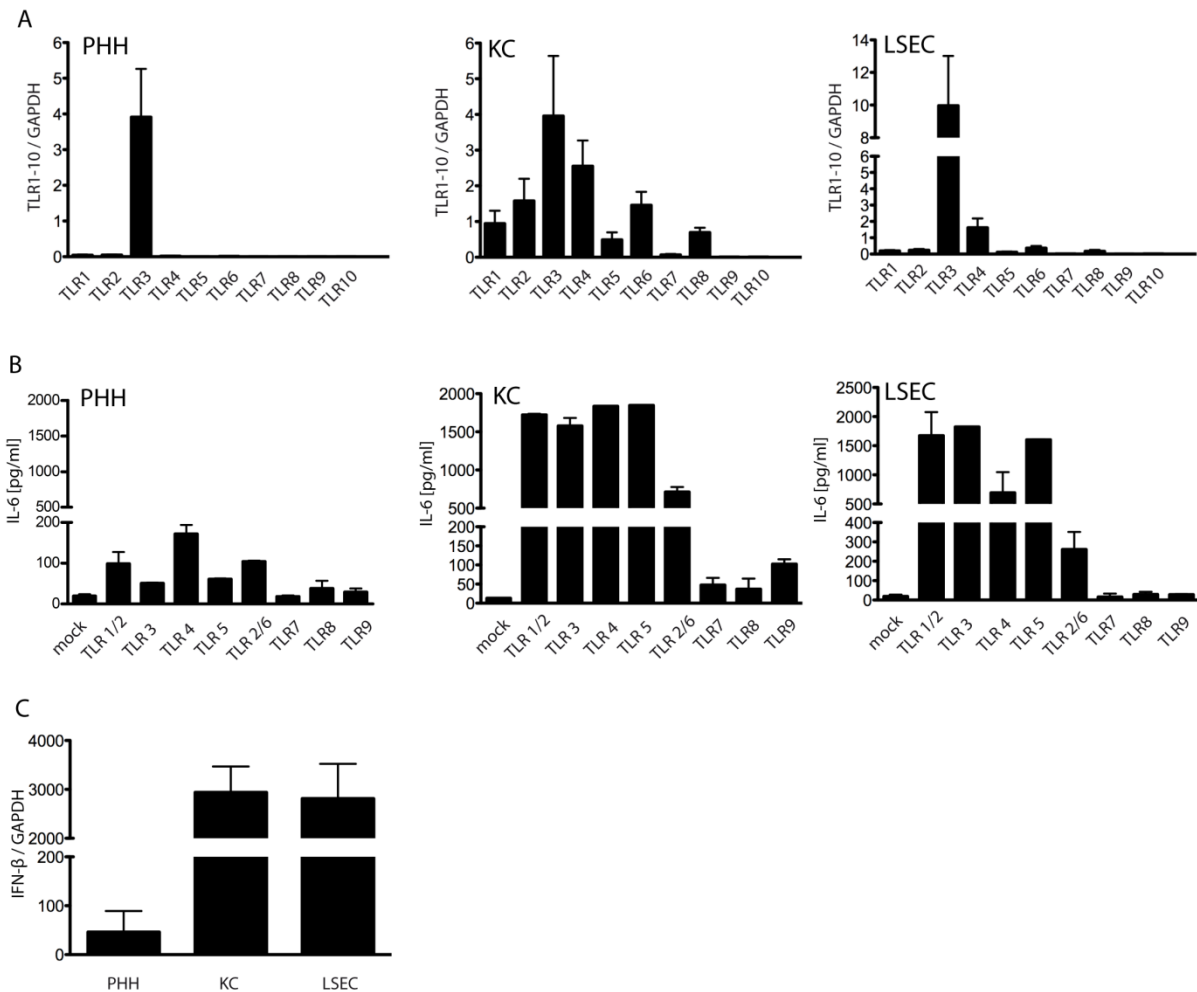 A
PHH
KC
LSEC
TLR1-10 / GAPDH
6
5
4
3
2
1
0
TLR1 TLR2 TLR3 TLR4 TLR5 TLR6 TLR7 TLR8 TLR9 TLR10
TLR1-10 / GAPDH
6
5
4
3
2
1
0
TLR1 TLR2 TLR3 TLR4 TLR5 TLR6 TLR7 TLR8 TLR9 TLR10
TLR1-10 / GAPDH
14
12
10
8
6
5
4
3
2
1
0
TLR1 TLR2 TLR3 TLR4 TLR5 TLR6 TLR7 TLR8 TLR9 TLR10
B
PHH
IL-6 [pg/ml]
2000
1500
1000
500
200
100
0
mock TLR 1/2 TLR 3 TLR 4 TLR 5 TLR 2/6 TLR7 TLR8 TLR9
KC
IL-6 [pg/ml]
2000
1500
1000
500
200
150
100
50
0
mock TLR 1/2 TLR 3 TLR 4 TLR 5 TLR 2/6 TLR7 TLR8 TLR9
LSEC
IL-6 [pg/ml]
2500
2000
1500
1000
500
400
300
200
100
0
mock TLR 1/2 TLR 3 TLR 4 TLR 5 TLR 2/6 TLR7 TLR8 TLR9
C
IFN-β / GAPDH
4000
3000
2000
200
100
0
PHH KC LSEC